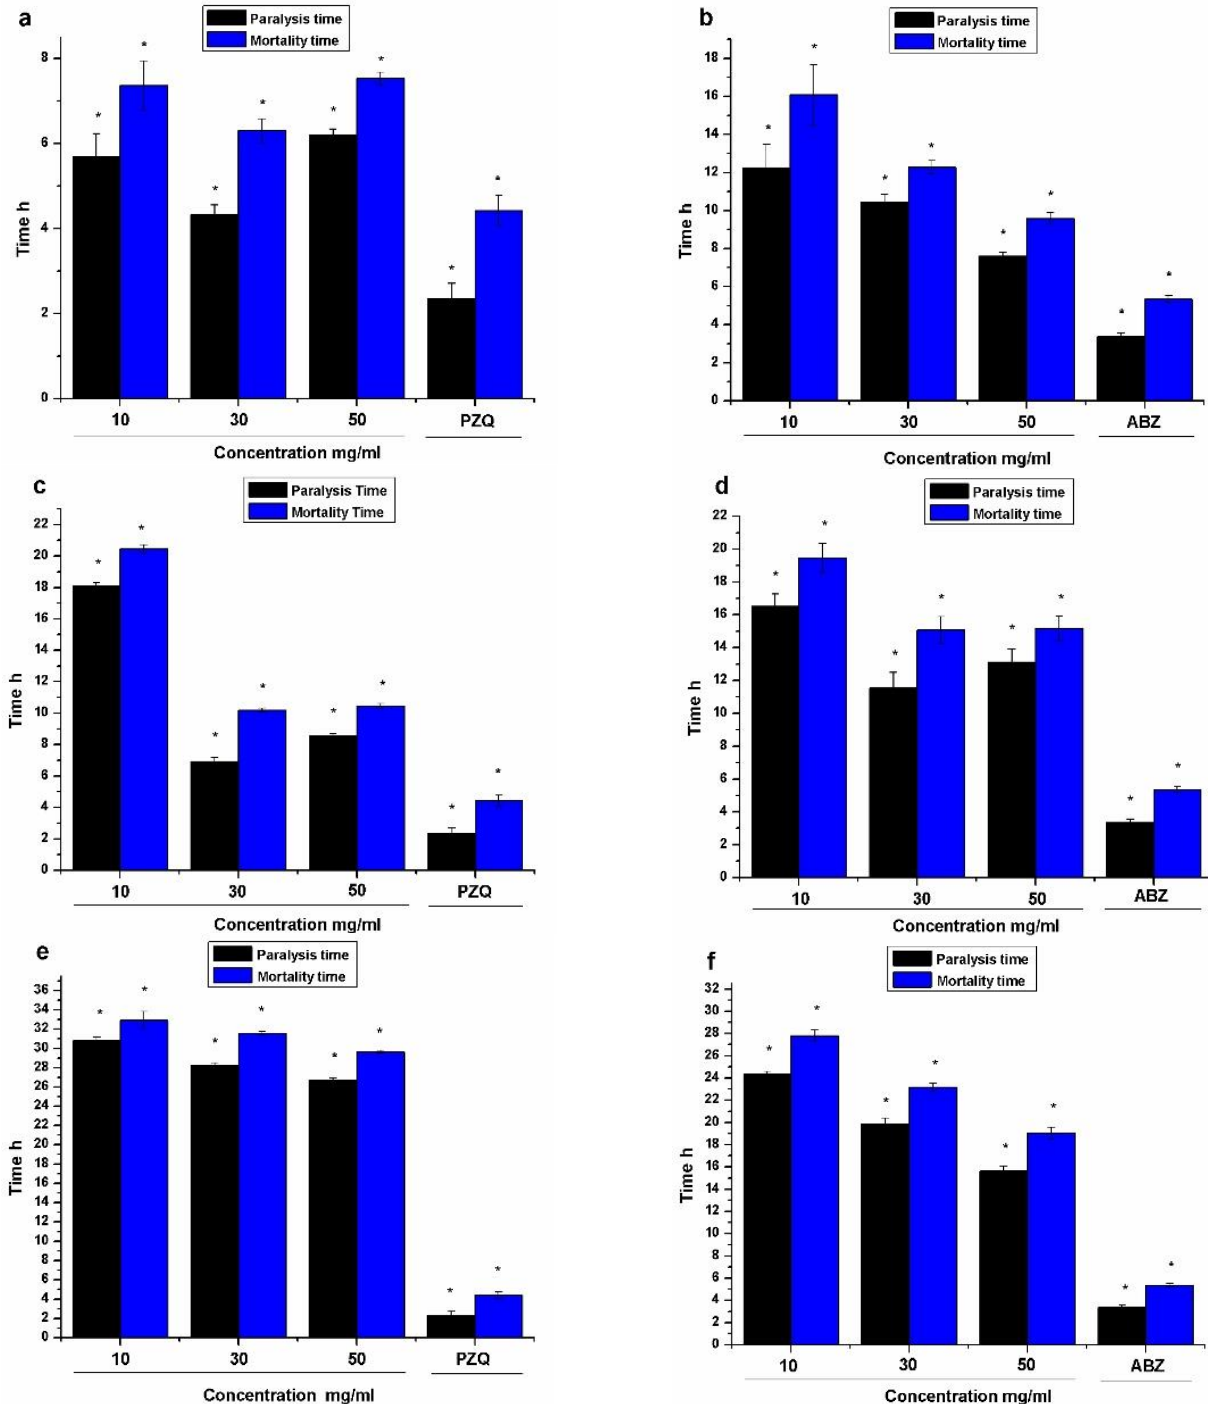 a
Paralysis time
Mortality time
8
6
4
2
0
Time h
10 30 50 PZQ
Concentration mg/ml
b
Paralysis time
Mortality time
18
16
14
12
10
8
6
4
2
0
Time h
10 30 50 ABZ
Concentration mg/ml
c
Paralysis Time
Mortality Time
22
20
18
16
14
12
10
8
6
4
2
0
Time h
10 30 50 PZQ
Concentration mg/ml
d
Paralysis time
Mortality time
22
20
18
16
14
12
10
8
6
4
2
0
Time h
10 30 50 ABZ
Concentration mg/ml
e
Paralysis time
Mortality time
36
34
32
30
28
26
24
22
20
18
16
14
12
10
8
6
4
2
0
Time h
10 30 50 PZQ
Concentration mg/ml
f
Paralysis time
Mortality time
32
30
28
26
24
22
20
18
16
14
12
10
8
6
4
2
0
Time h
10 30 50 ABZ
Concentration mg/ml